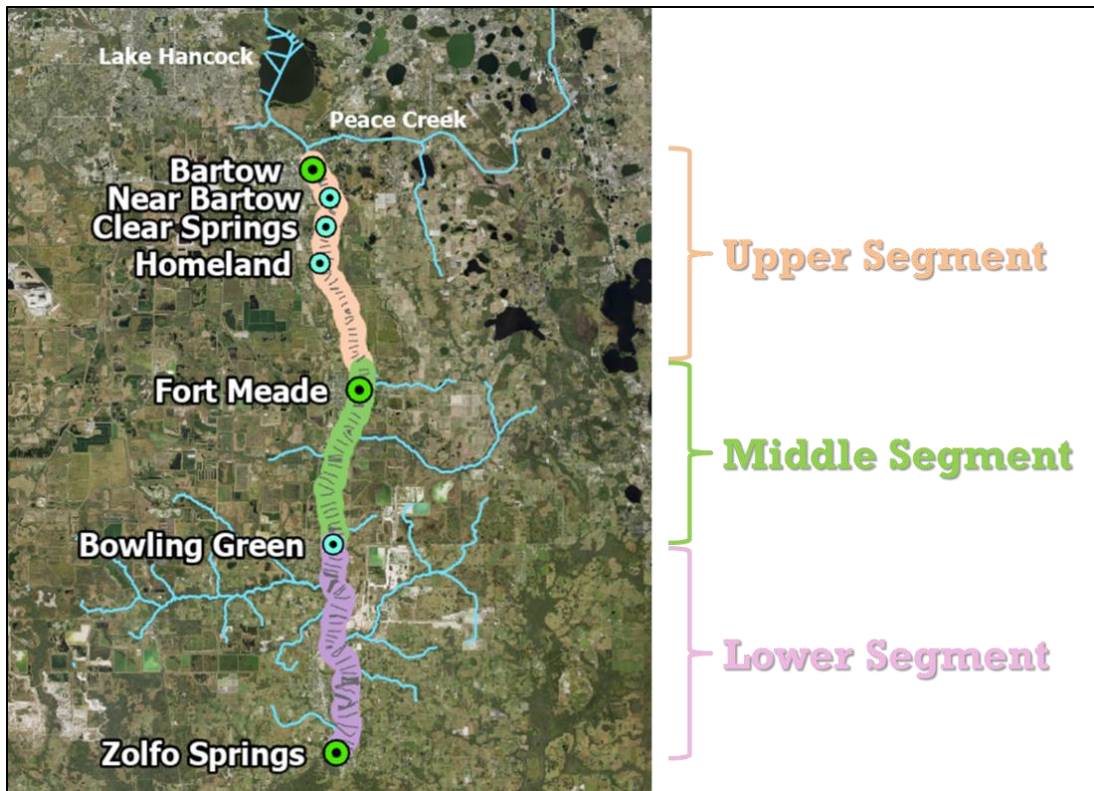 Lake Hancock
Peace Creek
Bartow
Near Bartow
Clear Springs
Homeland
Upper Segment
Fort Meade
Middle Segment
Bowling Green
Lower Segment
Zolfo Springs